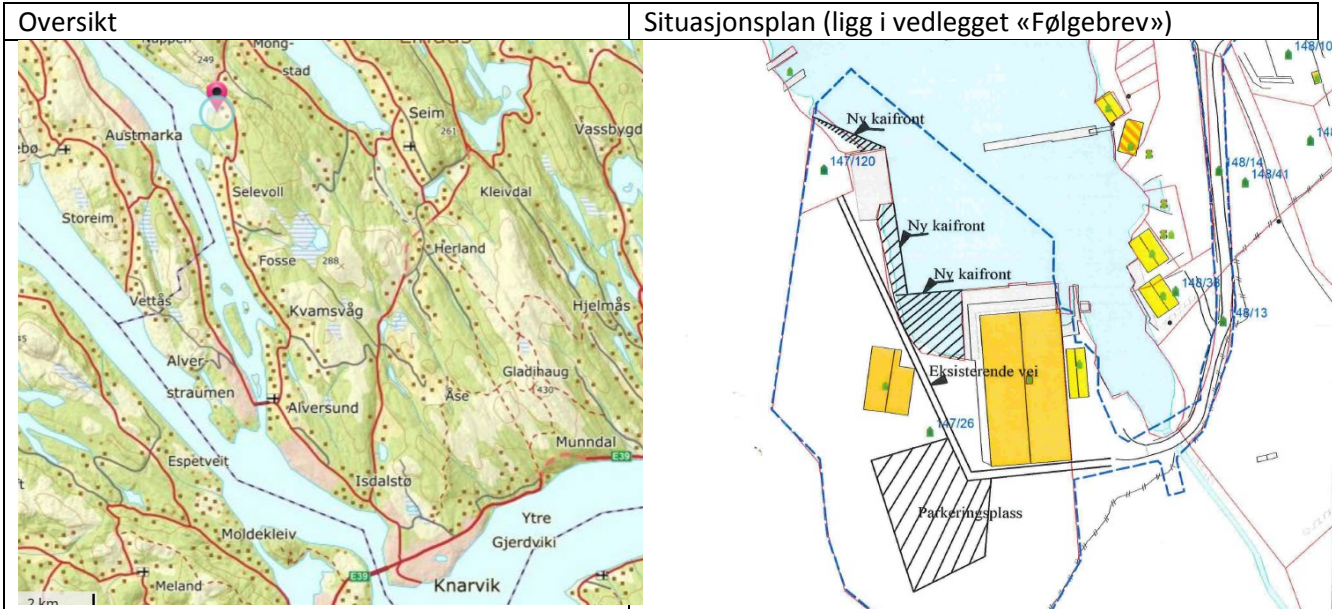 Oversikt
Situasjonsplan (ligg i vedlegget «Følgebrev»)
249
Mong-
stad
Seim
261
Vassbygd
Austmarka
Kleivdal
Selevoll
Storeim
Herland
Fosse
288
Hjelmås
Vettås
Kvamsvåg
Alver-
straumen
Gladihaug
430
Åse
Alversund
Munndal
E39
Espetveit
Isdalstø
Ytre
Gjerdviki
Moldekleiv
Knarvik
E39
Meland
2 km
148/10
Ny kaifront
147/120
148/14
148/41
Ny kaifront
Ny kaifront
148/38
148/13
Eksisterende vei
147/26
Parkeringsplass